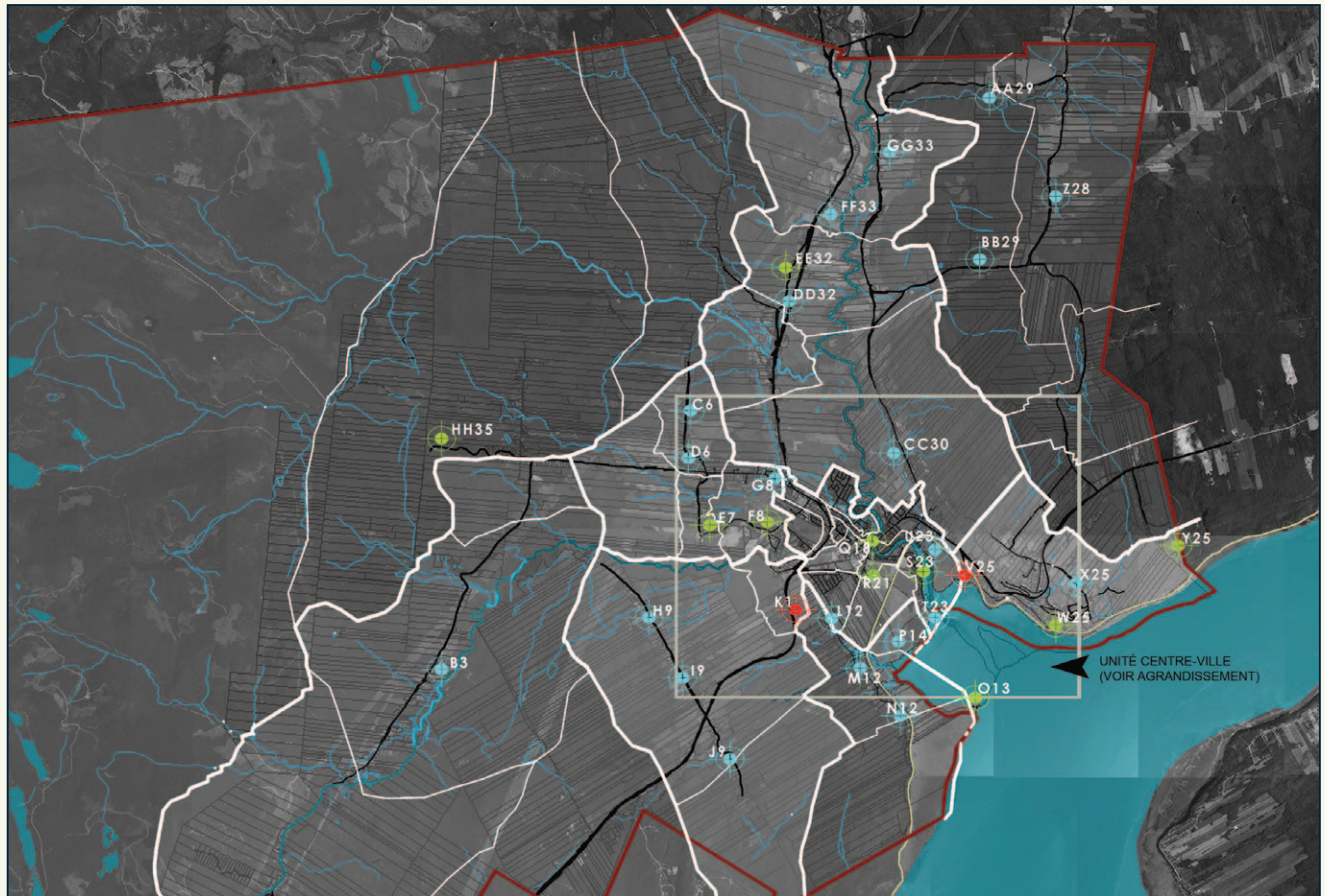 AA29
GG33
Z28
FF33
BB29
EE32
DD32
C6
CC30
HH35
D6
G8
E7
F8
Q18
U23
Y25
S23
V25
R21
X25
K1
H9
L12
T23
W25
P14
B3
I9
M12
UNITÉ CENTRE-VILLE
(VOIR AGRANDISSEMENT)
O13
N12
J9